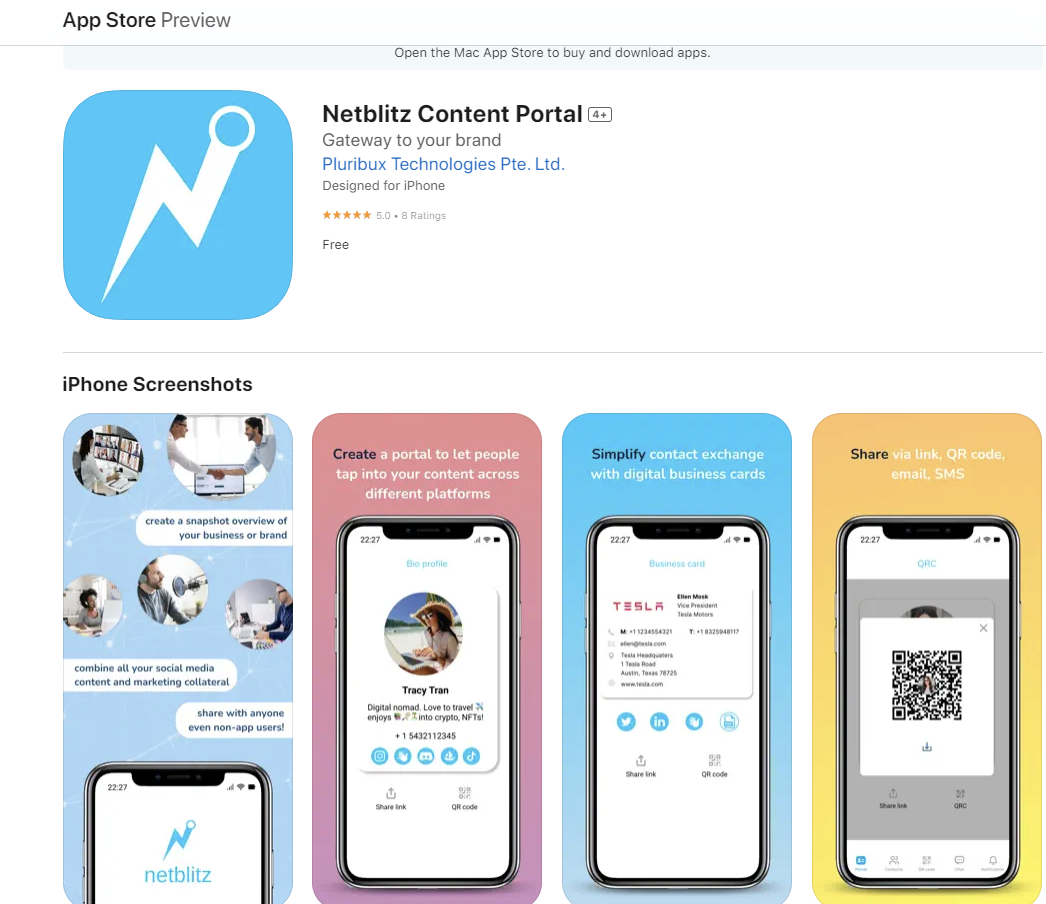 App Store Preview
Open the Mac App Store to buy and download apps.
Netblitz Content Portal 4+
Gateway to your brand
Pluribux Technologies Pte. Ltd.
Designed for iPhone
★★★★★ 5.0 • 8 Ratings
Free
iPhone Screenshots
create a snapshot overview of
your business or brand
combine all your social media
content and marketing collateral
share with anyone
even non-app users!
22:27
netblitz
Create a portal to let people
tap into your content across
different platforms
22:27
Bio profile
Tracy Tran
Digital nomad. Love to travel ✈️
enjoys into crypto, NFTs!
+ 1 5432112345
Share link
QR code
Simplify contact exchange
with digital business cards
22:27
Business card
TESLA
Ellen Mosk
Vice President
Tesla Motors
M: +1 1234554321
T: +1 8325948117
ellen@tesla.com
Tesla Headquaters
1 Tesla Road
Austin, Texas 78725
www.tesla.com
Share link
QR code
Share via link, QR code,
email, SMS
22:27
QRC
Share link
QRC
Portal
Contacts
Chat